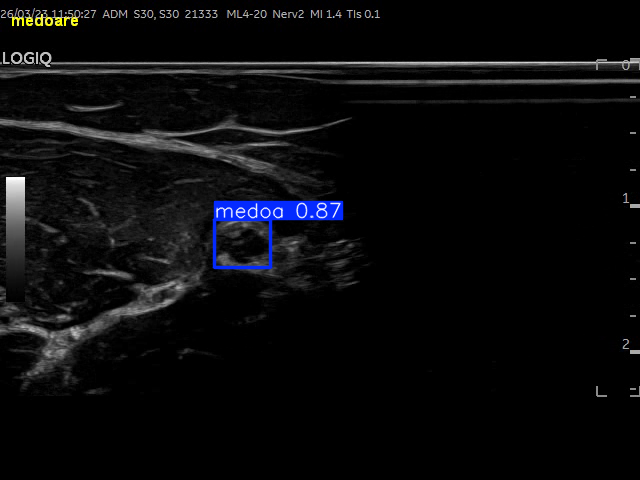 26/03/23 11:50:27 ADM S30, S30 21333 ML4-20 Nerv2 MI 1.4 TIs 0.1
medoare
LOGIQ
0
1
medoa 0.87
2